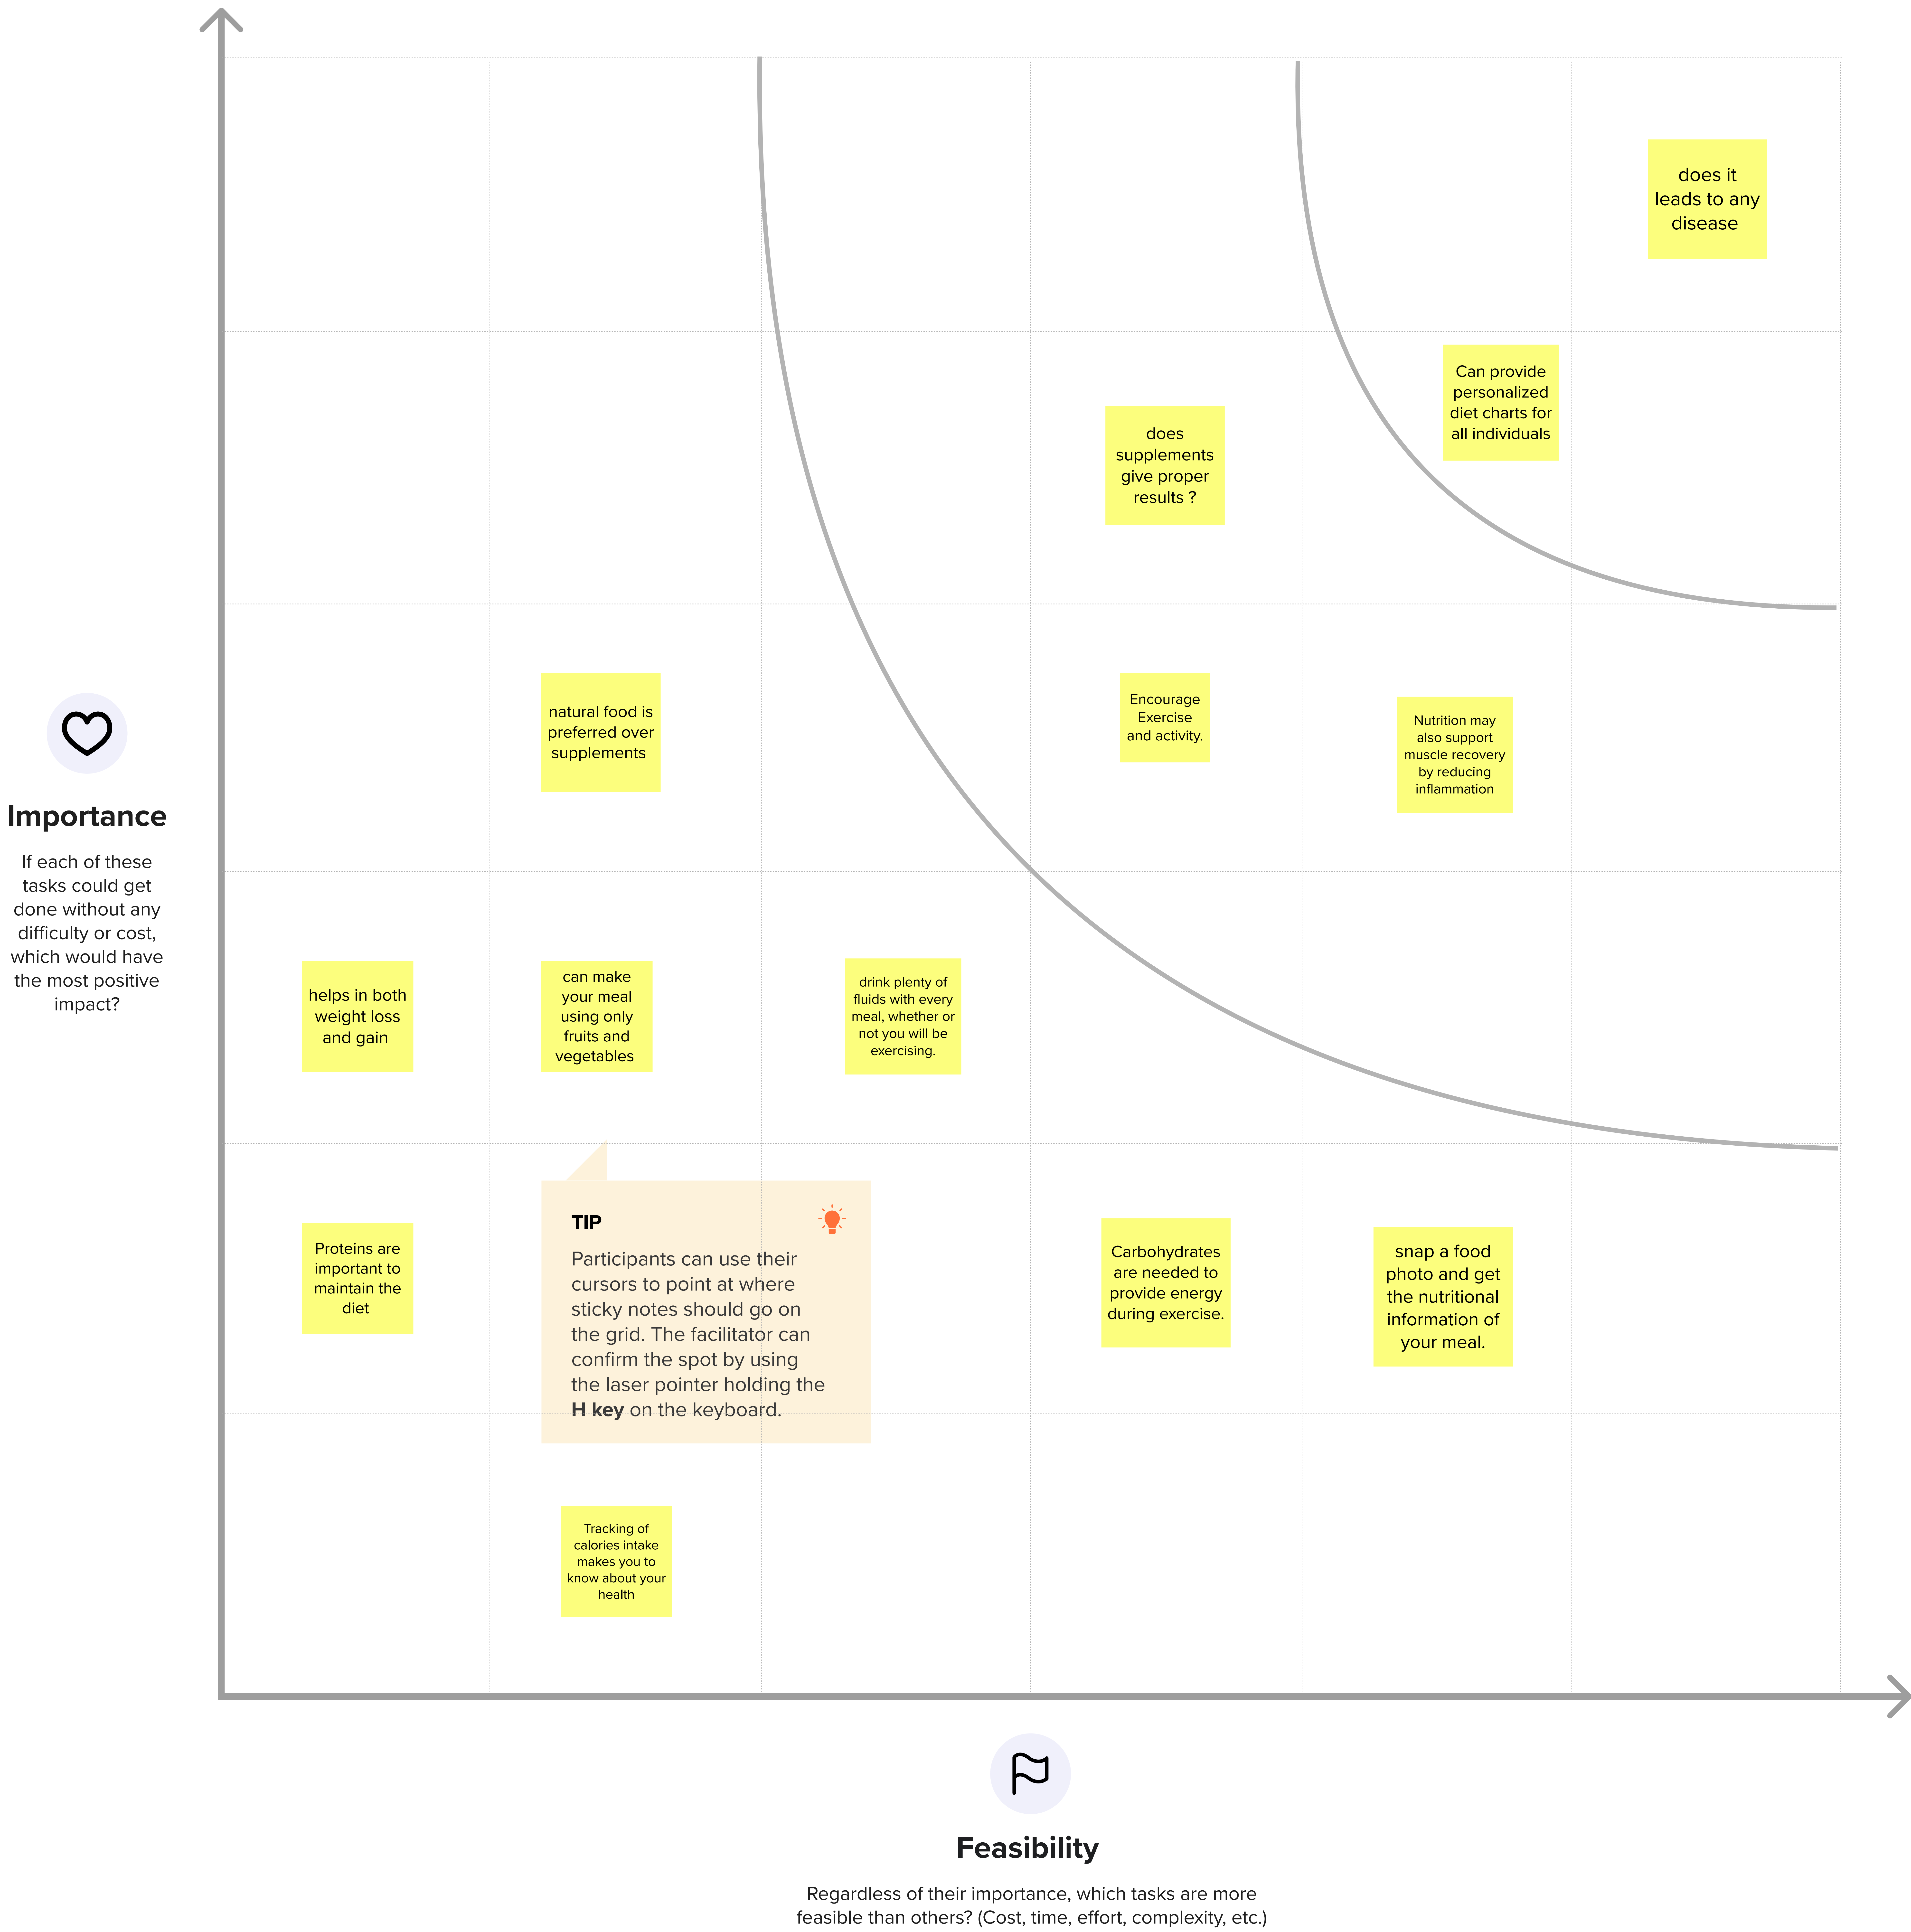 does it
leads to any
disease
Can provide
personalized
diet charts for
all individuals
does
supplements
give proper
results ?
natural food is
preferred over
supplements
Encourage
Exercise
and activity.
Nutrition may
also support
muscle recovery
by reducing
inflammation
Importance
If each of these
tasks could get
done without any
difficulty or cost,
which would have
the most positive
impact?
helps in both
weight loss
and gain
can make
your meal
using only
fruits and
vegetables
drink plenty of
fluids with every
meal, whether or
not you will be
exercising.
Proteins are
important to
maintain the
diet
TIP
Participants can use their
cursors to point at where
sticky notes should go on
the grid. The facilitator can
confirm the spot by using
the laser pointer holding the
H key on the keyboard.
Carbohydrates
are needed to
provide energy
during exercise.
snap a food
photo and get
the nutritional
information of
your meal.
Tracking of
calories intake
makes you to
know about your
health
Feasibility
Regardless of their importance, which tasks are more
feasible than others? (Cost, time, effort, complexity, etc.)